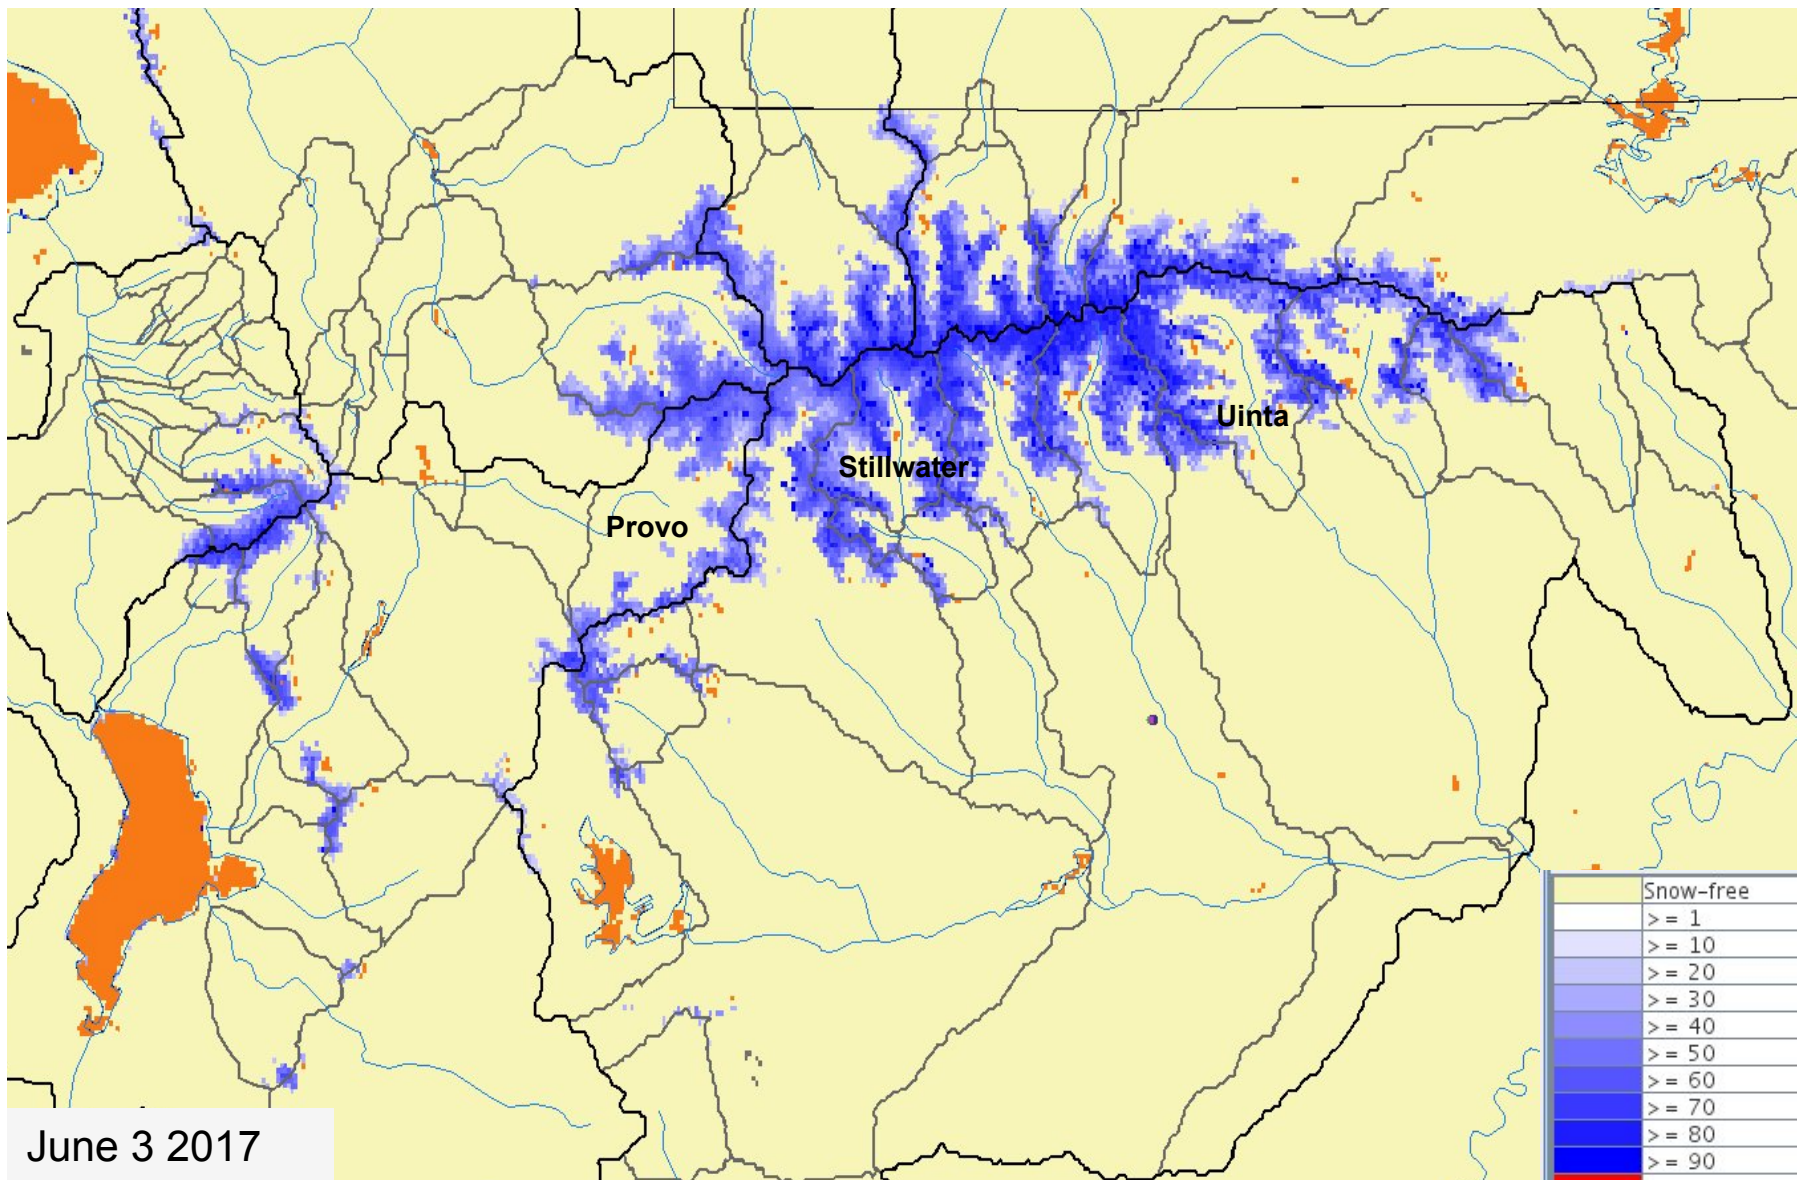 Uinta
Stillwater
Provo
Snow-free
>= 1
>= 10
>= 20
>= 30
>= 40
>= 50
>= 60
>= 70
>= 80
>= 90
June 3 2017